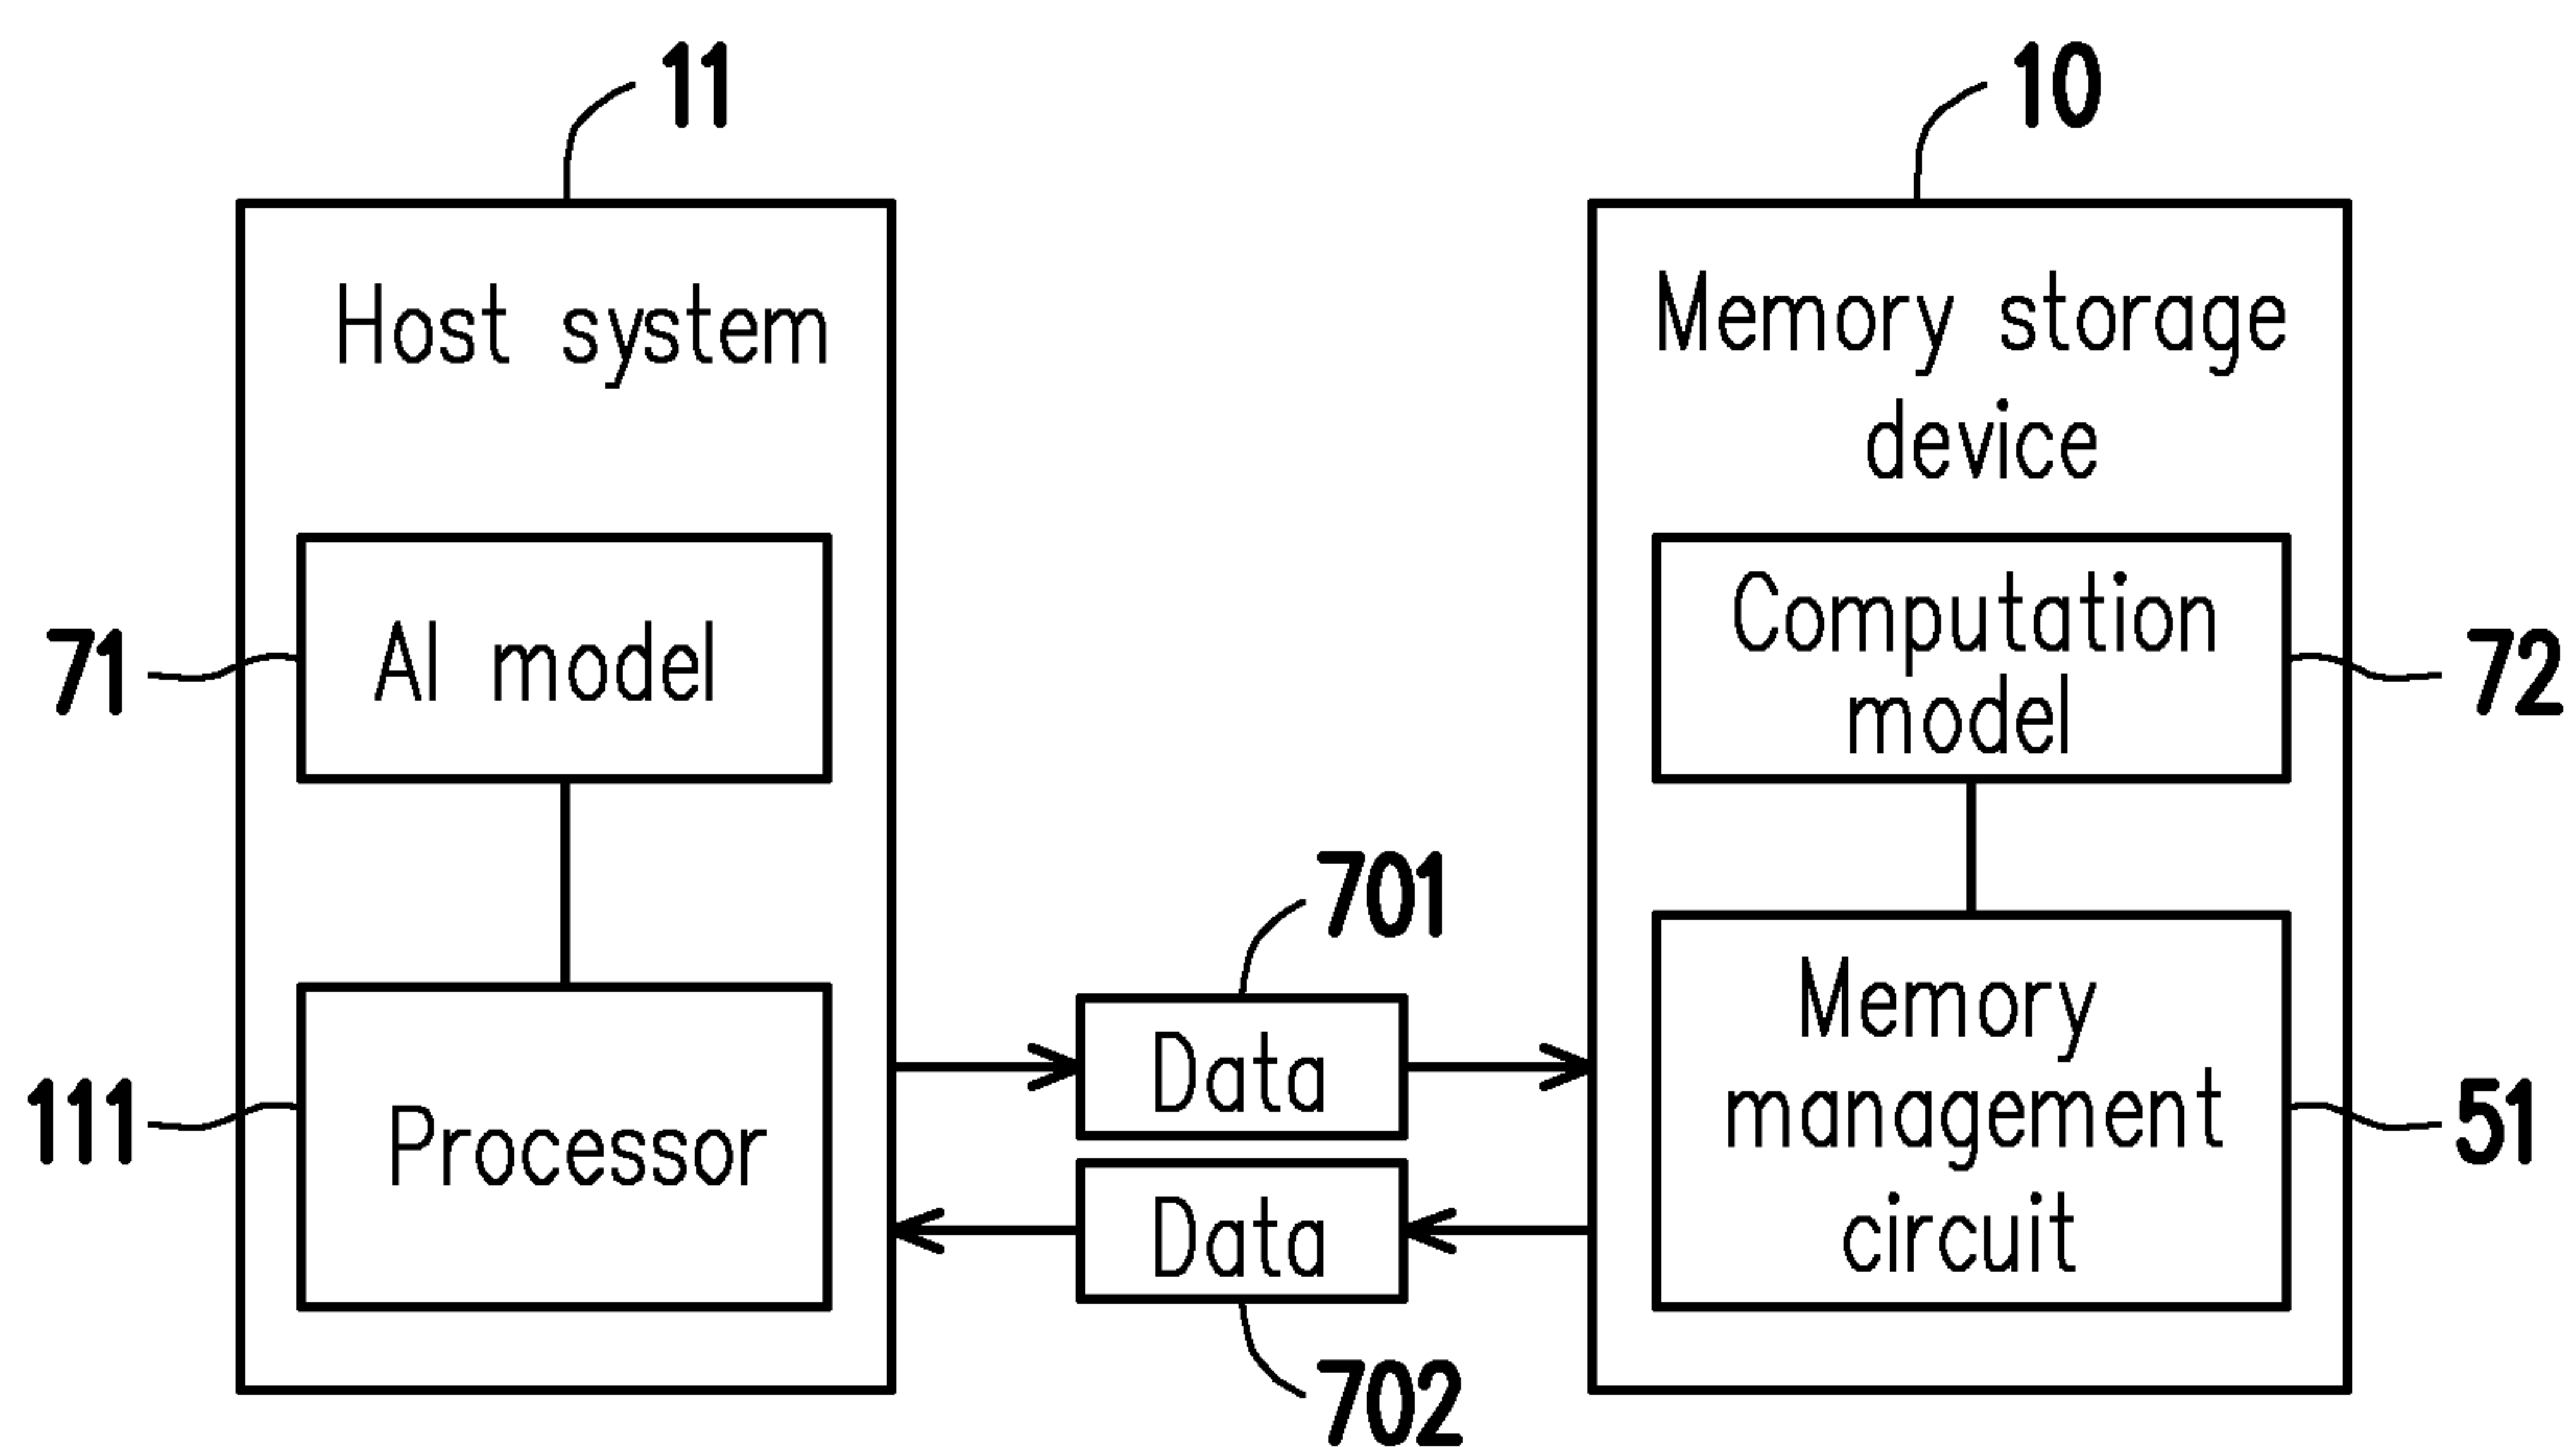 11
10
Host system
Memory storage
device
71
AI model
Computation
model
72
701
111
Processor
Data
Memory
management
circuit
51
Data
702